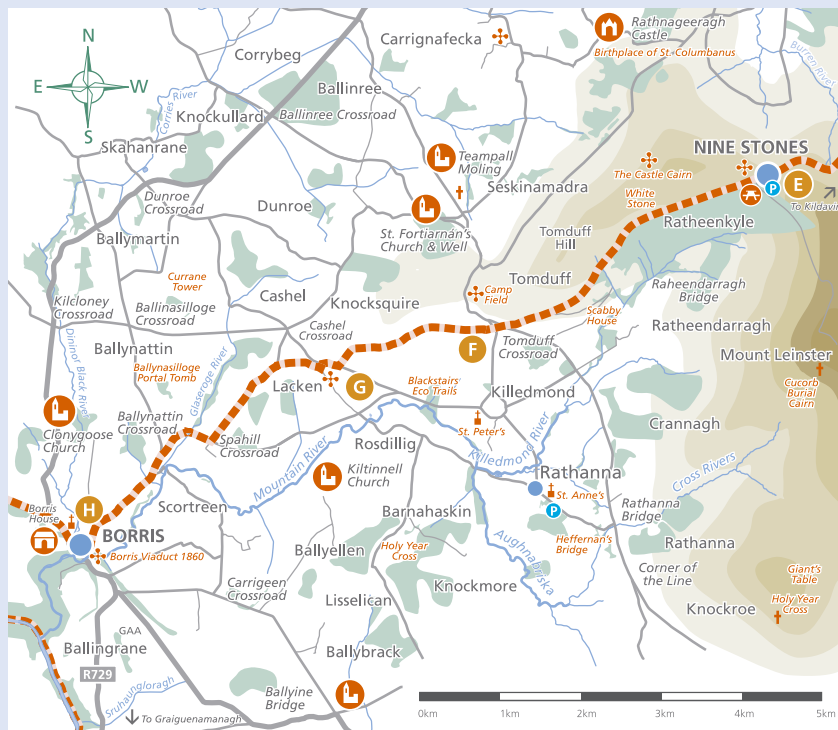 N
E
W
S
Corrybeg
Corries River
Knockullard
Skahanrane
Ballinree
Ballinree Crossroad
Carrignafecka
Rathnageeragh
Castle
Birthplace of St. Columbanus
Burren River
NINE STONES
The Castle Cairn
White
Stone
P
E
To Kildavin
Ratheenkyle
Teampall
Moling
Seskinamadra
St. Fortiarnán's
Church & Well
Dunroe
Crossroad
Dunroe
Ballymartin
Tomduff
Hill
Tomduff
Raheendarragh
Bridge
Currane
Tower
Cashel
Knocksquire
Camp
Field
Scabby
House
Ratheendarragh
Kilcloney
Crossroad
Ballinasilloge
Crossroad
Cashel
Crossroad
F
Tomduff
Crossroad
Mount Leinster
Cucorb
Burial
Cairn
Dininor Black River
Ballynattin
Ballynasilloge
Portal Tomb
Glaseroge River
Lacken
G
Blackstairs
Eco Trails
Killedmond
Clonygoose
Church
Ballynattin
Crossroad
Spahill
Crossroad
St. Peter's
Crannagh
Rosdillig
Mountain River
Killedmond River
Kiltinnell
Church
Rathanna
Cross Rivers
St. Anne's
P
Borris
House
H
BORRIS
Scortreen
Barnahaskin
Rathanna
Bridge
Borris Viaduct 1860
Ballyellen
Holy Year
Cross
Aughnabriska
Heffernan's
Bridge
Rathanna
Corner of
the Line
Carrigeen
Crossroad
Knockmore
Giant's
Table
Lisselican
Holy Year
Cross
Knockroe
GAA
Ballingrane
Ballybrack
R729
Sruhaungloragh
Ballyine
Bridge
To Graiguenamanagh
0km
1km
2km
3km
4km
5km